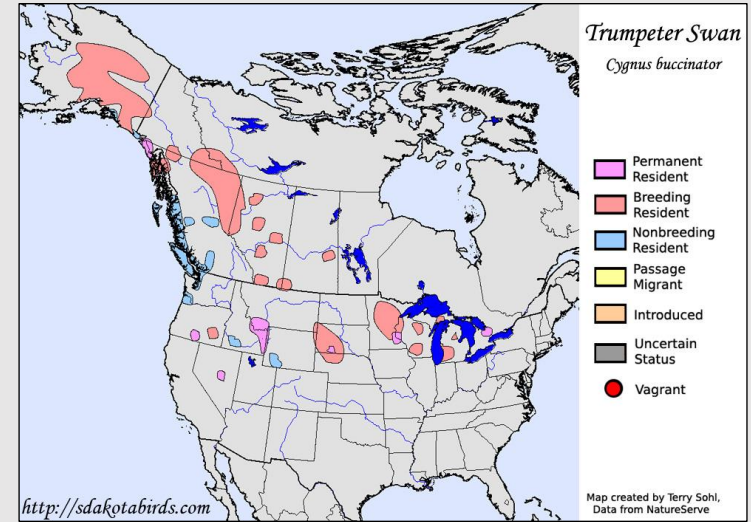 Trumpeter Swan
Cygnus buccinator
Permanent
Resident
Breeding
Resident
Nonbreeding
Resident
Passage
Migrant
Introduced
Uncertain
Status
Vagrant
Map created by Terry Sohl,
Data from NatureServe
http://sdakotabirds.com